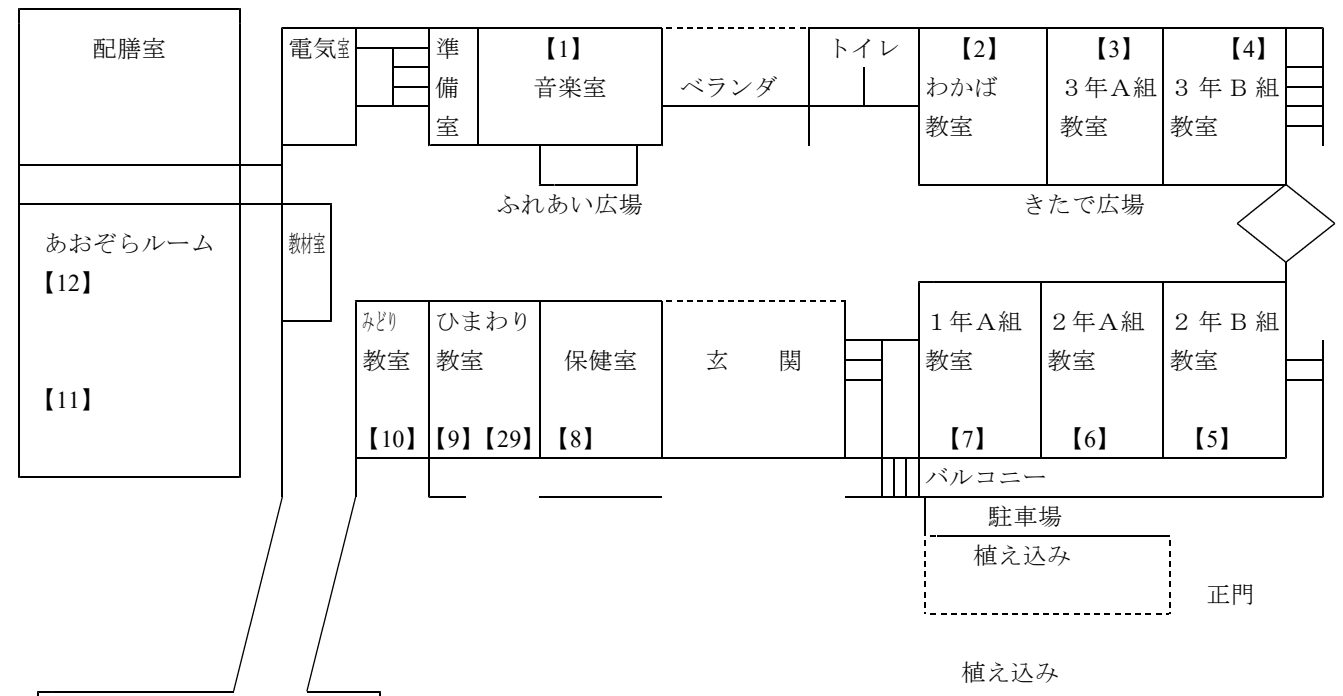 配膳室
電気室
準備室
【1】
音楽室
ベランダ
トイレ
【2】
わかば
教室
【3】
3年A組
教室
【4】
3年B組
教室
ふれあい広場
きたで広場
あおぞらルーム
【12】
【11】
教材室
みどり
教室
【10】
ひまわり
教室
【9】【29】
保健室
【8】
玄 関
1年A組
教室
【7】
2年A組
教室
【6】
2年B組
教室
【5】
バルコニー
駐車場
植え込み
正門
植え込み